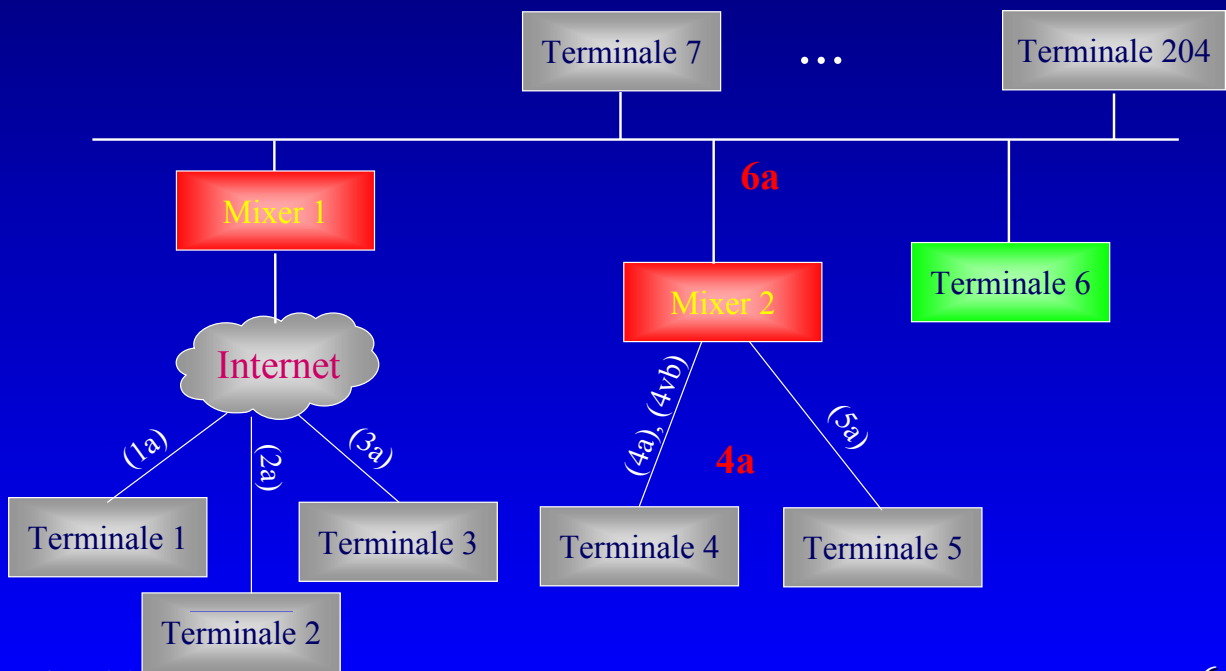 Terminale 7
...
Terminale 204
6a
Mixer 1
Mixer 2
Terminale 6
Internet
(1a)
(2a)
(3a)
(4a), (4vb)
(5a)
4a
Terminale 1
Terminale 3
Terminale 4
Terminale 5
Terminale 2